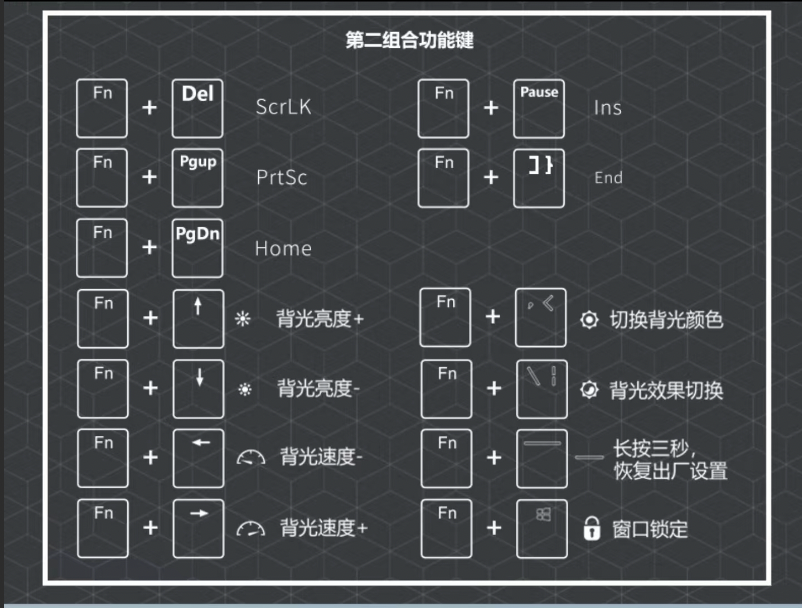 第二组合功能键
Fn + Del ScrLK
Fn + Pause Ins
Fn + Pgup PrtSc
Fn + ]} End
Fn + PgDn Home
Fn + ↑ 背光亮度+
Fn + < 切换背光颜色
Fn + ↓ 背光亮度-
Fn + \ ¦ 背光效果切换
Fn + ← 背光速度-
Fn + 长按三秒，
恢复出厂设置
Fn + → 背光速度+
Fn + 窗口锁定